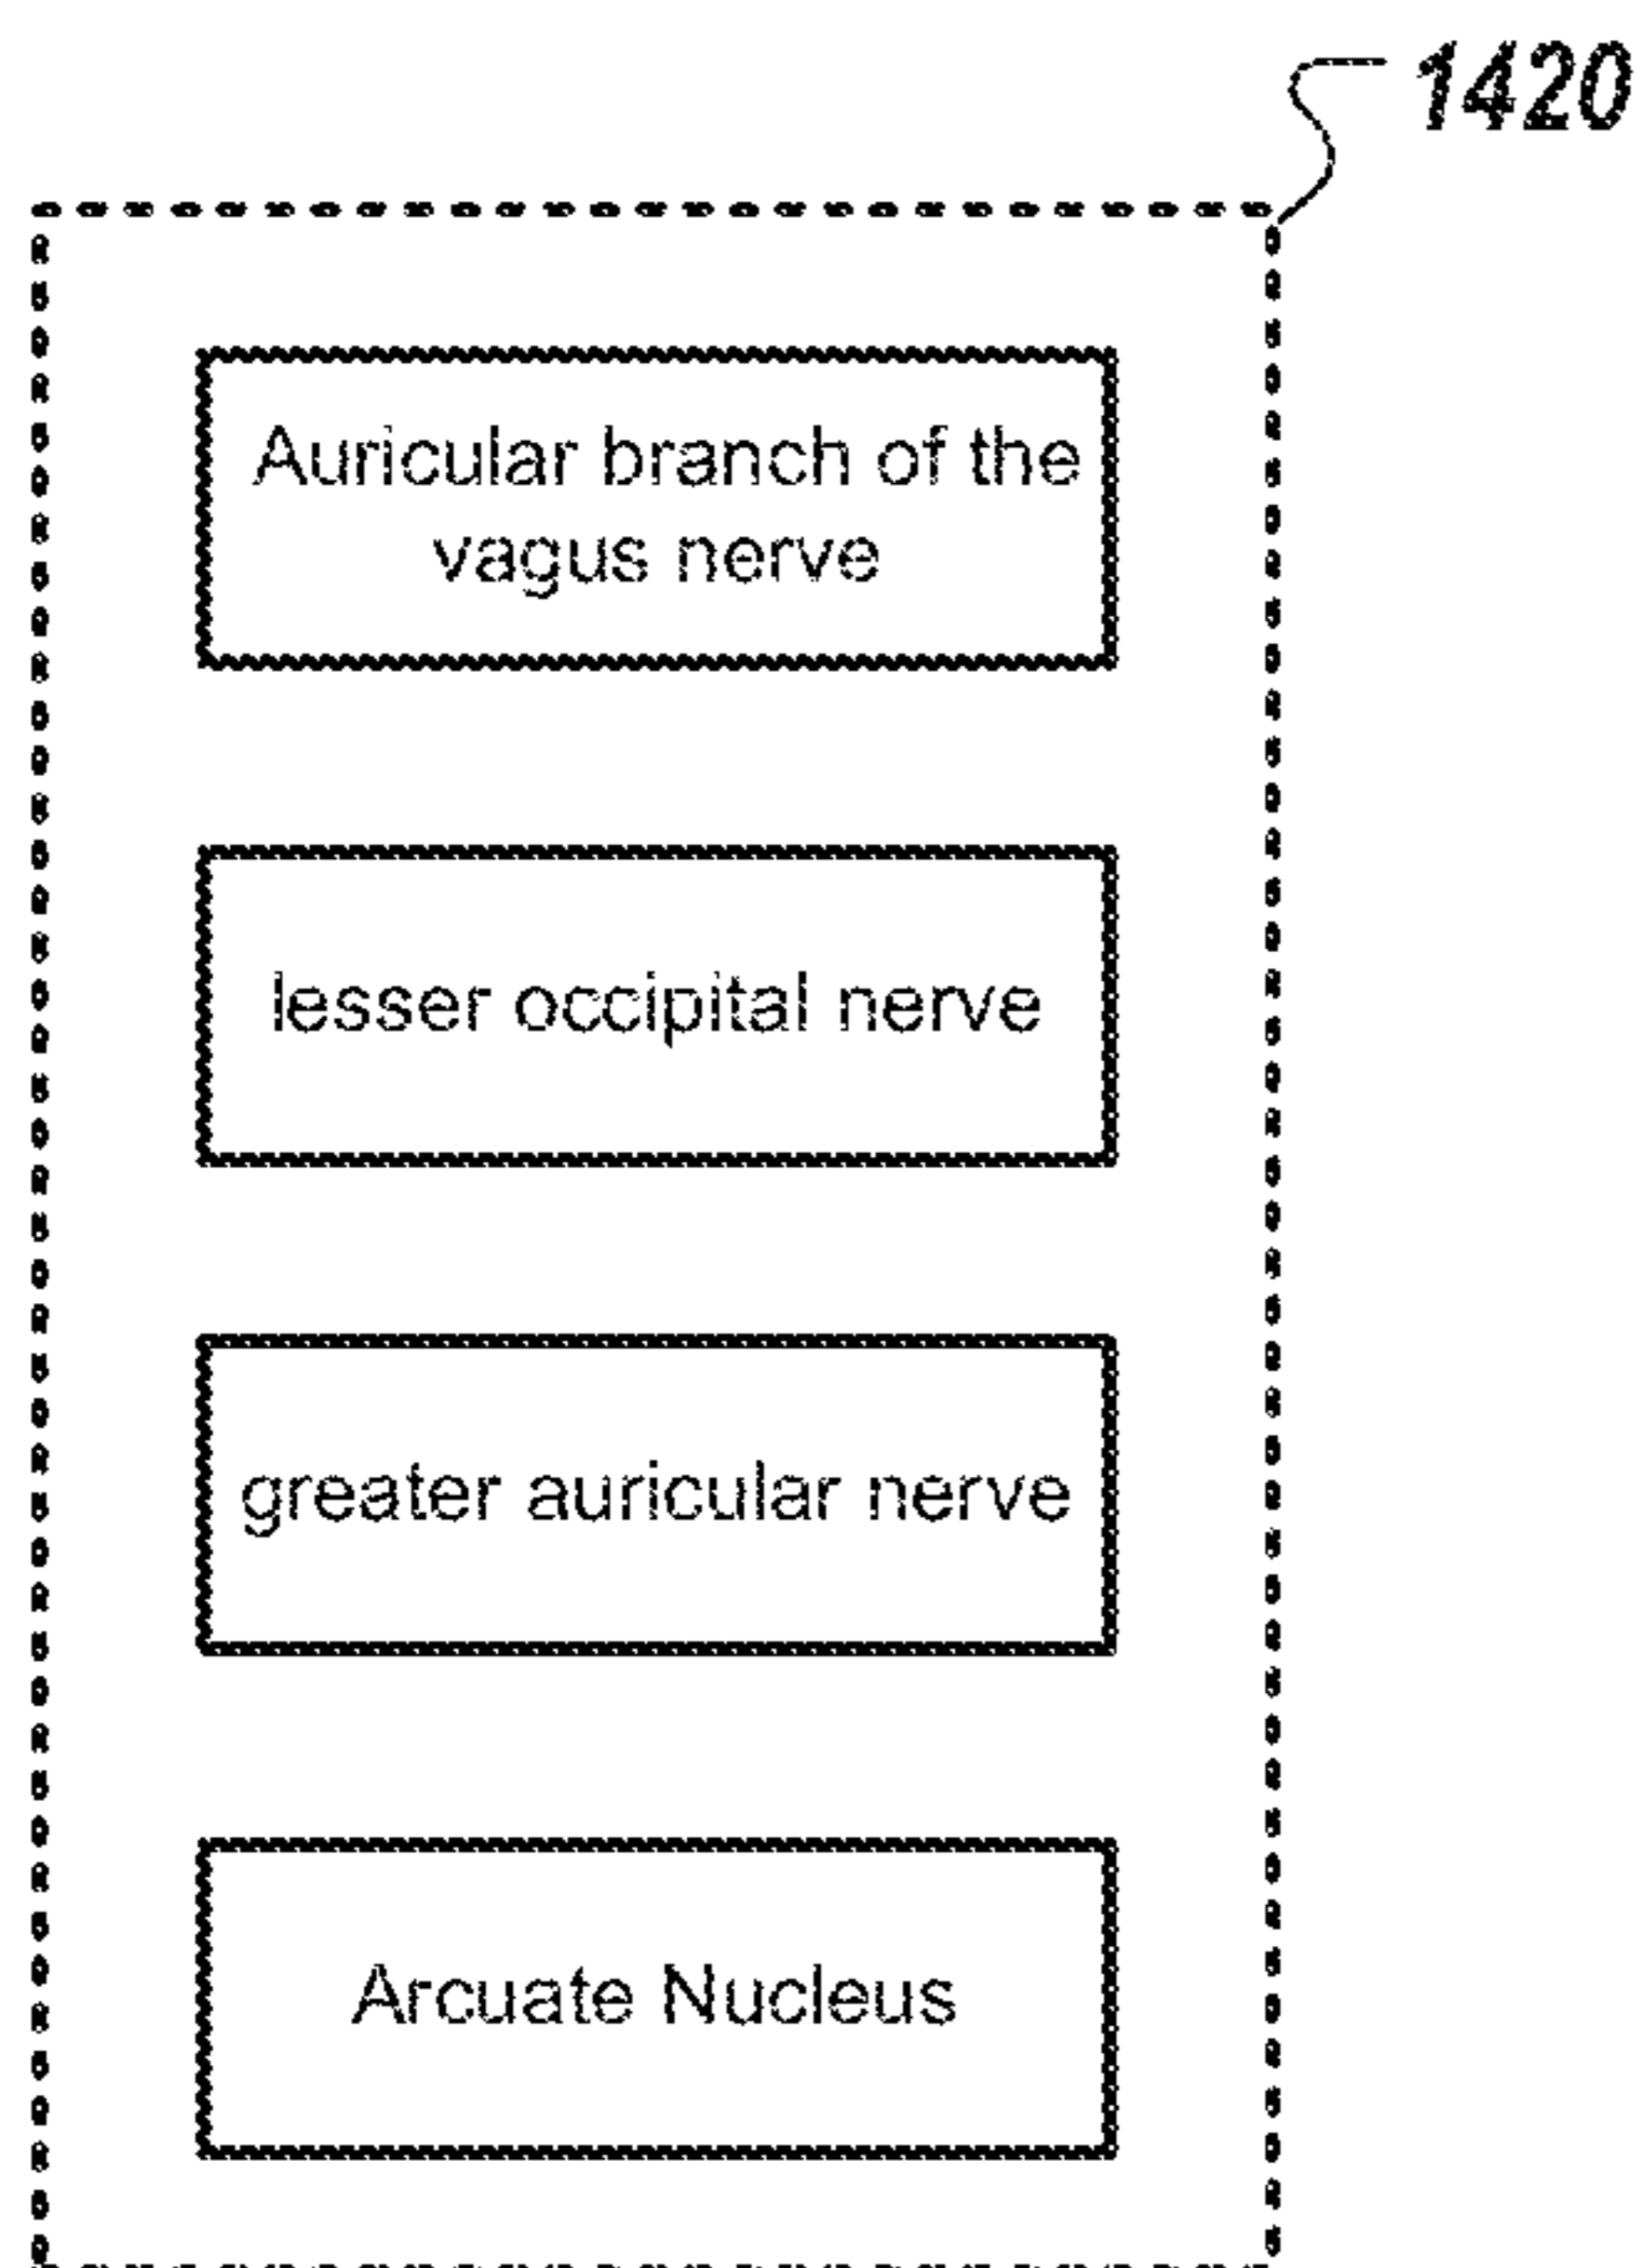 1420
Auricular branch of the
vagus nerve
lesser occipital nerve
greater auricular nerve
Arcuate Nucleus